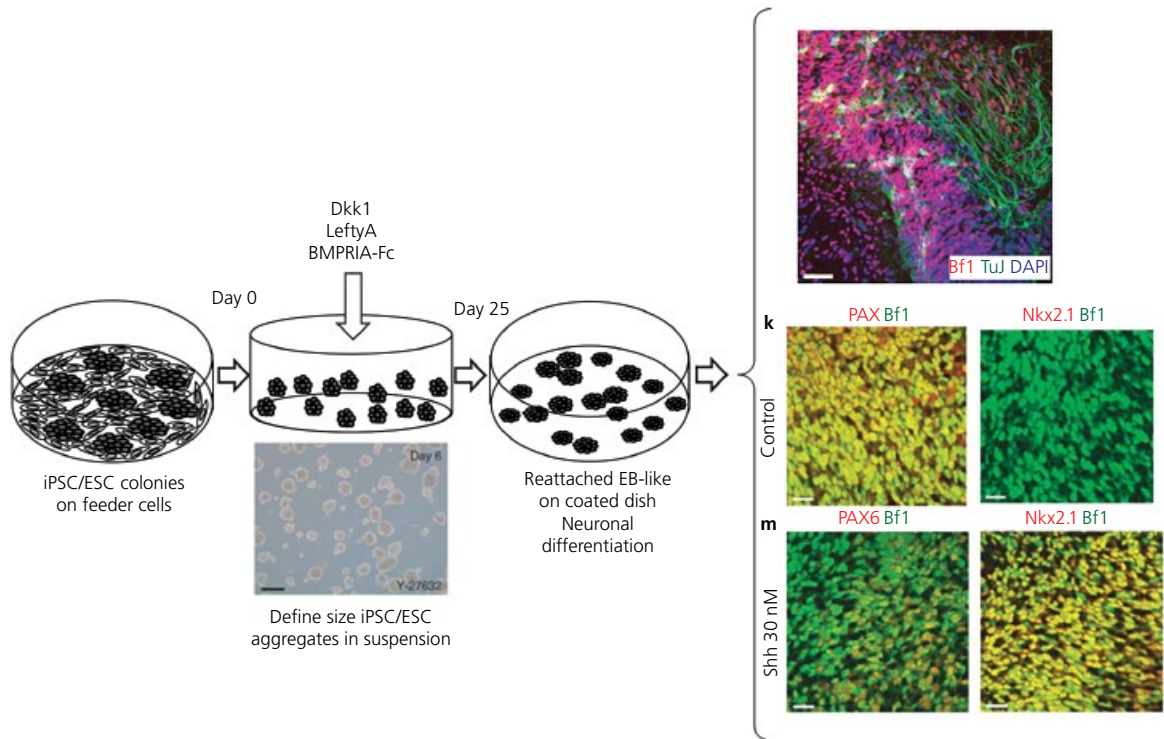 Dkk1
LeftyA
BMPRIA-Fc
Day 0
Day 25
iPSC/ESC colonies
on feeder cells
Day 6
Y-27632
Define size iPSC/ESC
aggregates in suspension
Reattached EB-like
on coated dish
Neuronal
differentiation
Bf1 TuJ DAPI
k
PAX Bf1
Nkx2.1 Bf1
Control
m
PAX6 Bf1
Nkx2.1 Bf1
Shh 30 nM